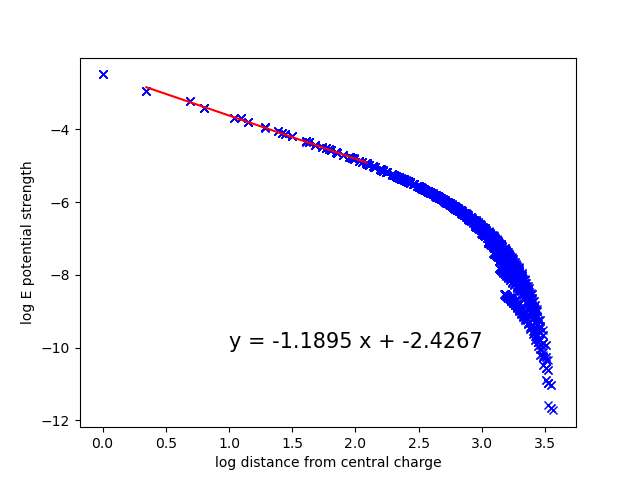 −4
−6
−8
−10
−12
log E potential strength
y = -1.1895 x + -2.4267
0.0 0.5 1.0 1.5 2.0 2.5 3.0 3.5
log distance from central charge